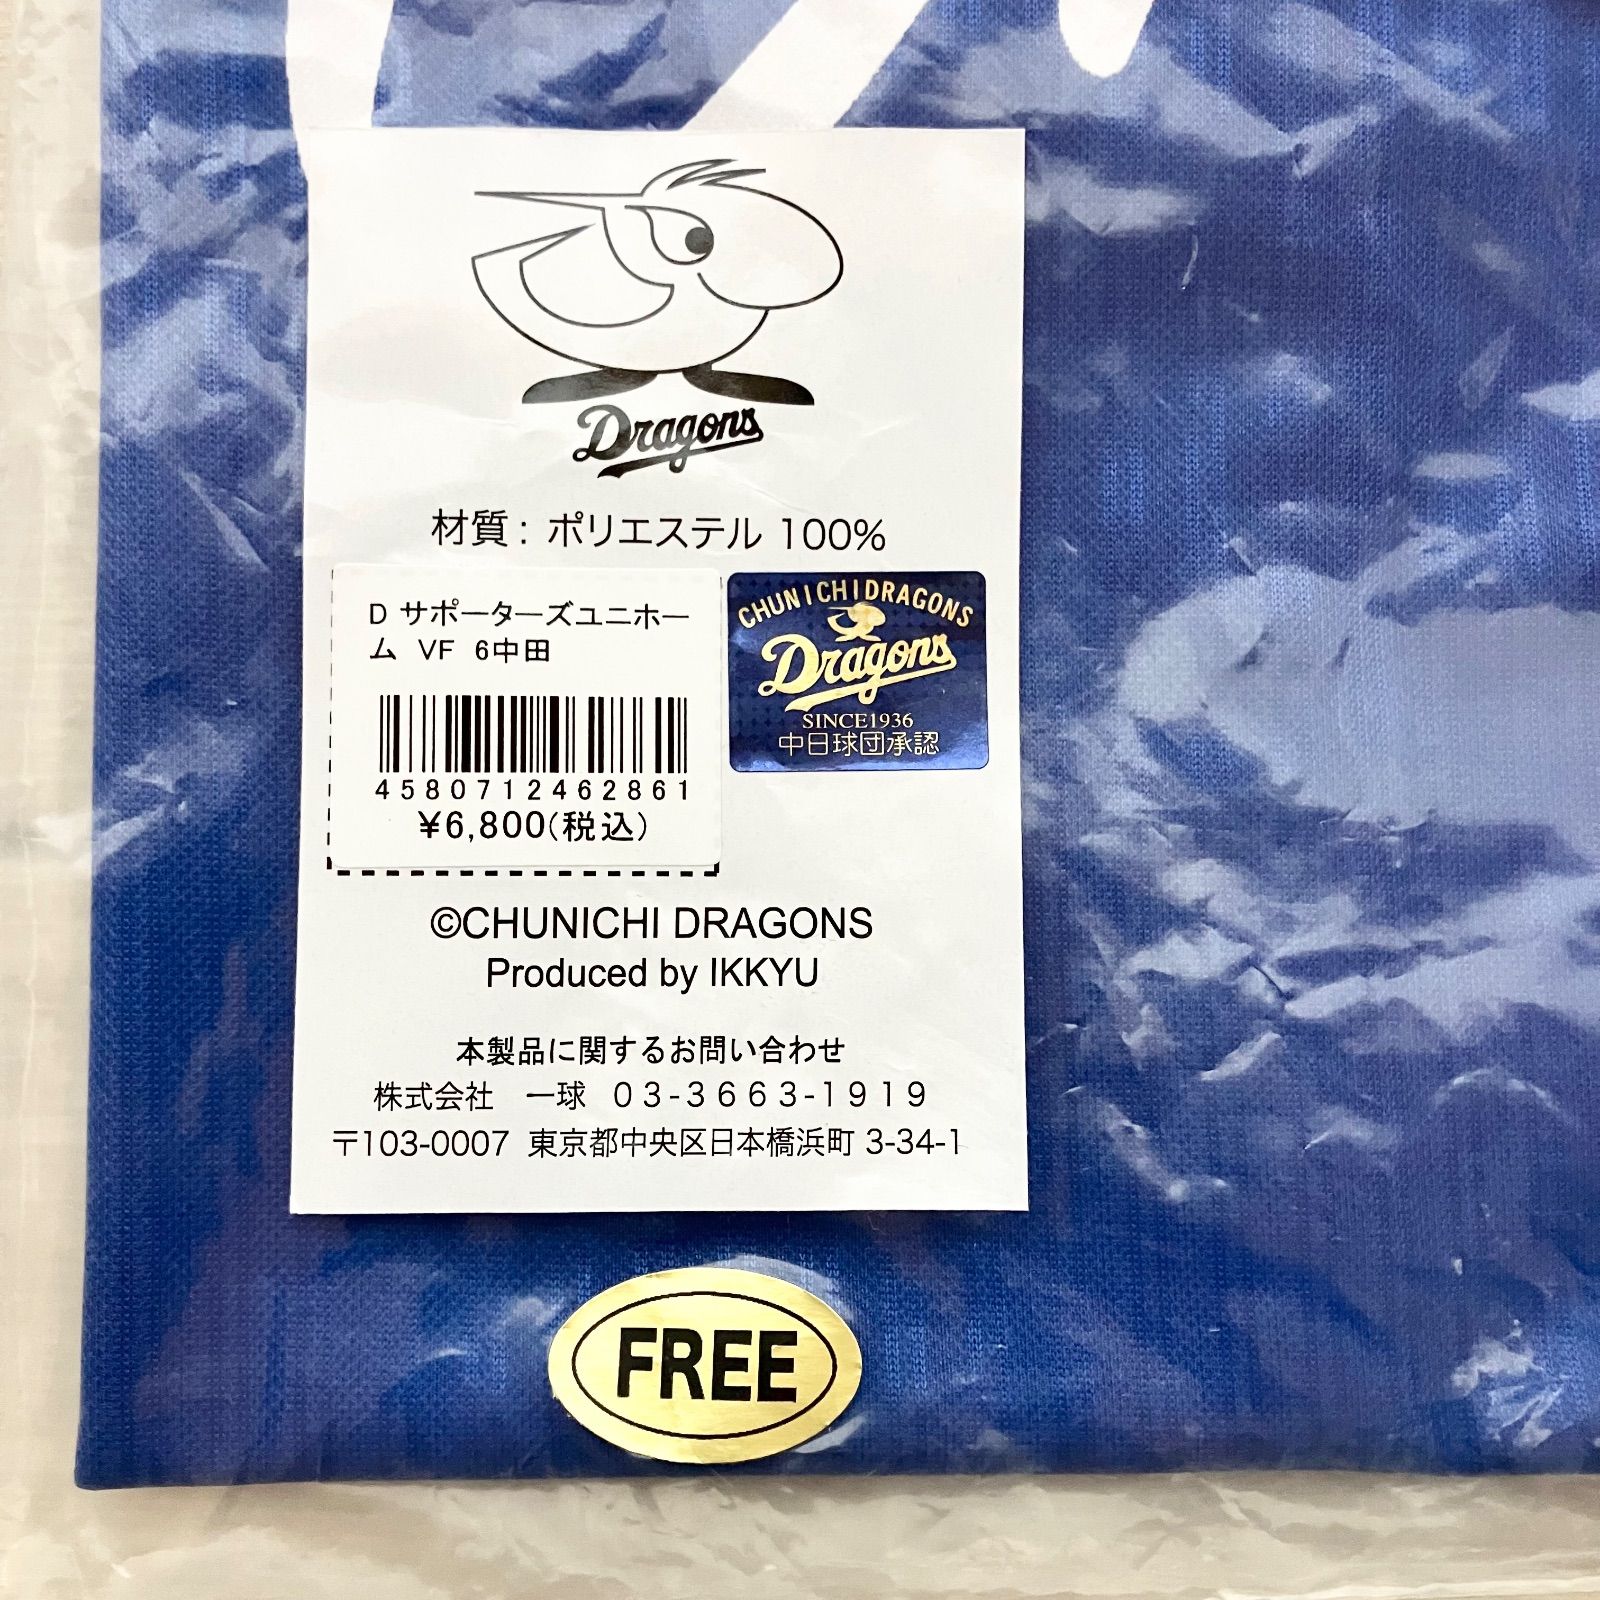 Dragons
材質: ポリエステル 100%
D サポーターズユニホー
ム VF 6中田
4580712462861
¥6,800(税込)
CHUNICHIDRAGONS
Dragons
SINCE1936
中日球団承認
©CHUNICHI DRAGONS
Produced by IKKYU
本製品に関するお問い合わせ
株式会社 一球 03-3663-1919
〒103-0007 東京都中央区日本橋浜町 3-34-1
FREE